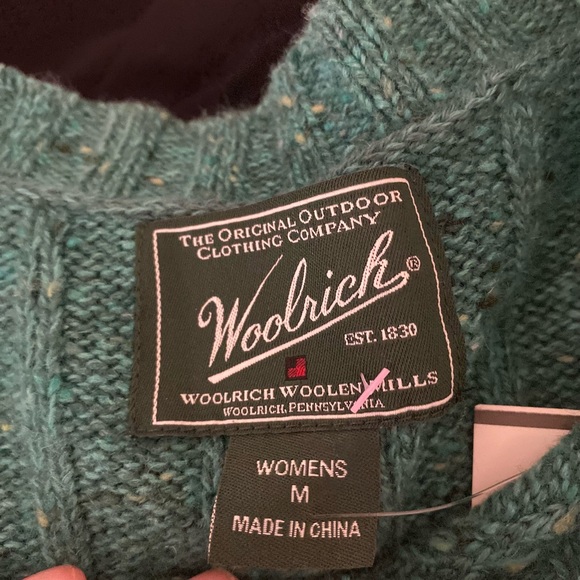 THE ORIGINAL OUTDOOR
CLOTHING COMPANY
Woolrich®
EST. 1830
WOOLRICH WOOLEN MILLS
WOOLRICH, PENNSYLVANIA
WOMENS
M
MADE IN CHINA